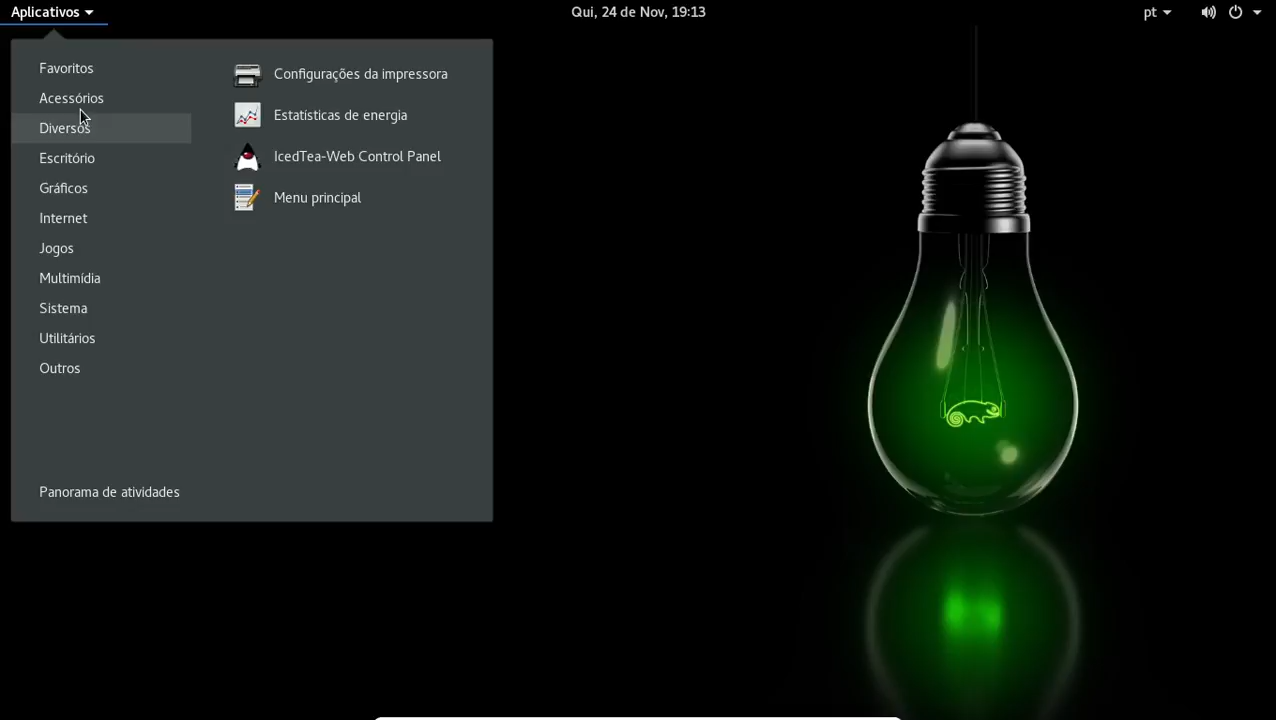 Aplicativos
Qui, 24 de Nov, 19:13
pt
Favoritos
Acessórios
Diversos
Escritório
Gráficos
Internet
Jogos
Multimídia
Sistema
Utilitários
Outros
Panorama de atividades
Configurações da impressora
Estatísticas de energia
IcedTea-Web Control Panel
Menu principal